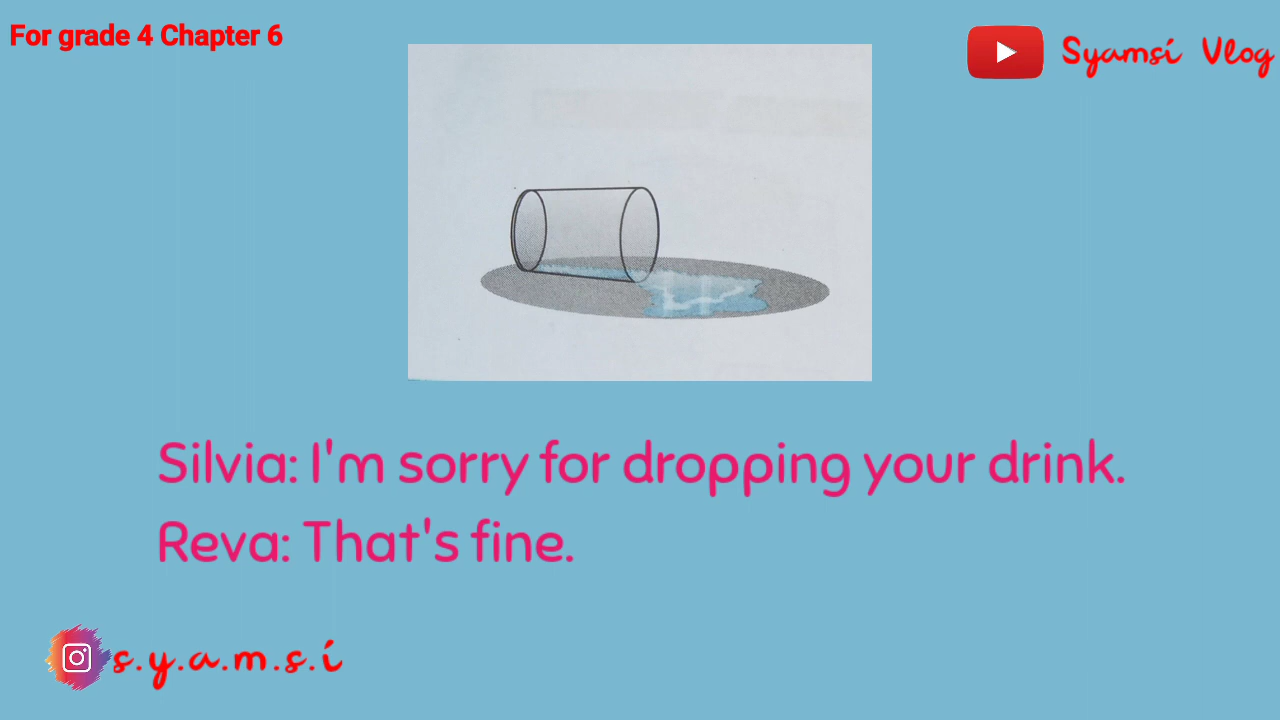 For grade 4 Chapter 6
Syamsi Vlog
Silvia: I'm sorry for dropping your drink.
Reva: That's fine.
s.y.a.m.s.i